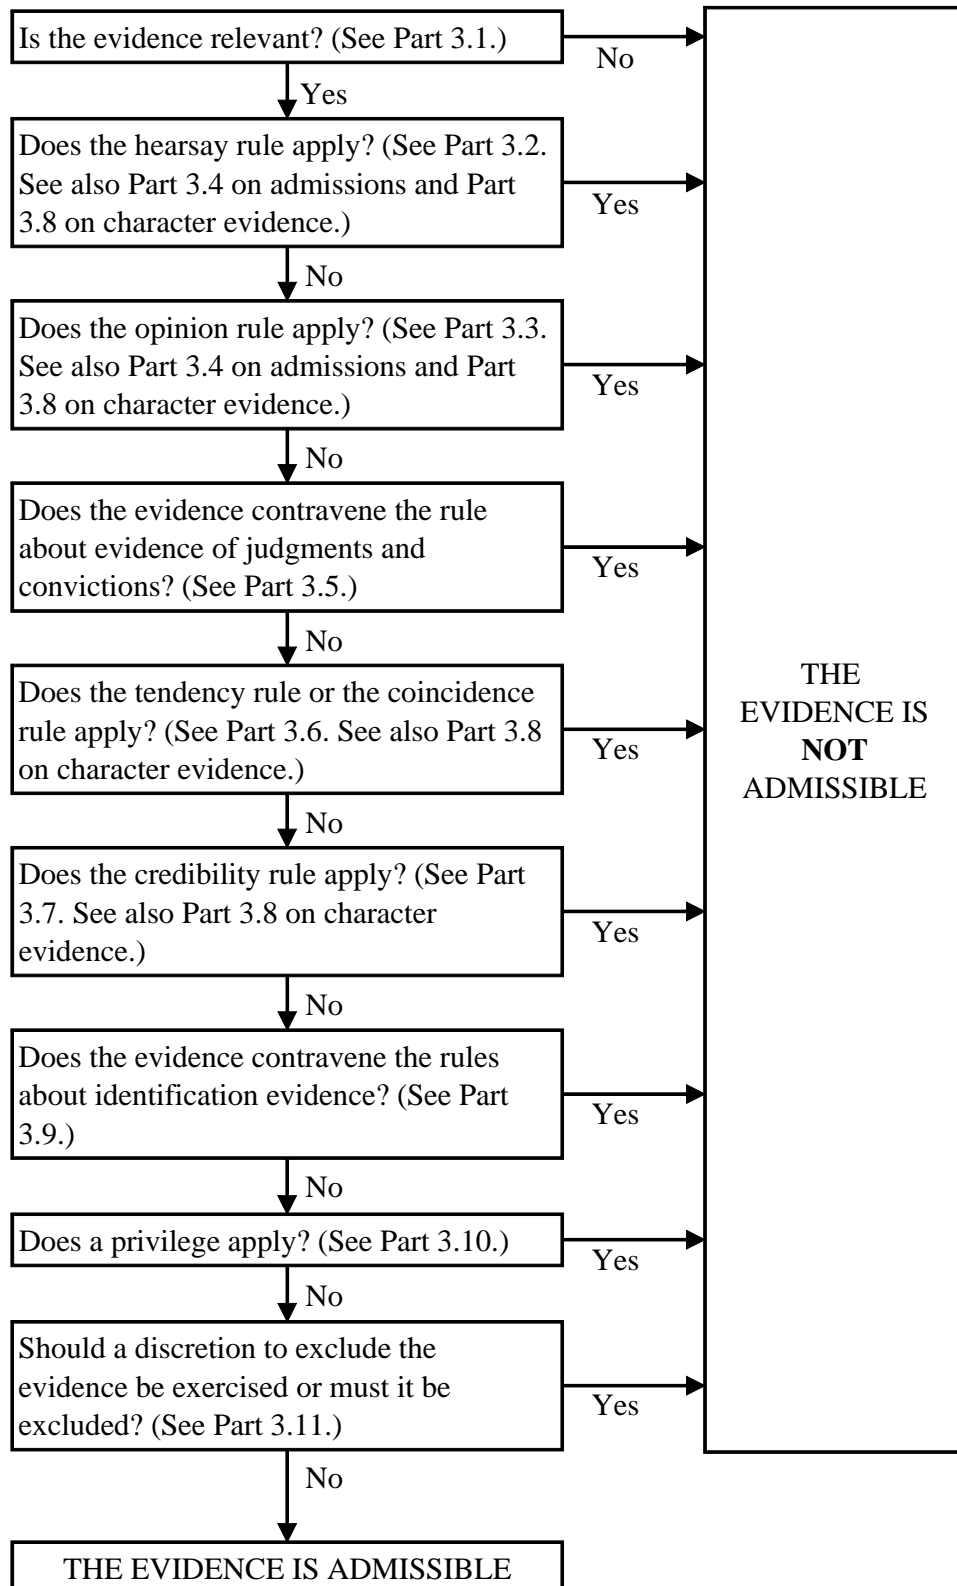 Is the evidence relevant? (See Part 3.1.)
No
Yes
Does the hearsay rule apply? (See Part 3.2.
See also Part 3.4 on admissions and Part
3.8 on character evidence.)
Yes
No
Does the opinion rule apply? (See Part 3.3.
See also Part 3.4 on admissions and Part
3.8 on character evidence.)
Yes
No
Does the evidence contravene the rule
about evidence of judgments and
convictions? (See Part 3.5.)
Yes
No
Does the tendency rule or the coincidence
rule apply? (See Part 3.6. See also Part 3.8
on character evidence.)
Yes
No
Does the credibility rule apply? (See Part
3.7. See also Part 3.8 on character
evidence.)
Yes
No
Does the evidence contravene the rules
about identification evidence? (See Part
3.9.)
Yes
No
Does a privilege apply? (See Part 3.10.)
Yes
No
Should a discretion to exclude the
evidence be exercised or must it be
excluded? (See Part 3.11.)
Yes
No
THE EVIDENCE IS ADMISSIBLE
THE
EVIDENCE IS
NOT
ADMISSIBLE